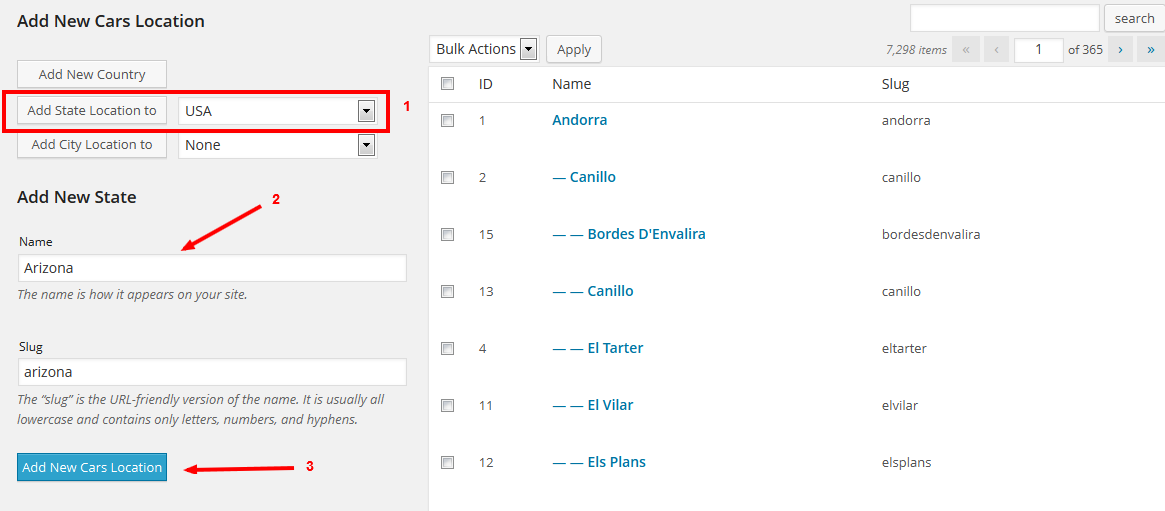 Add New Cars Location
Add New Country
Add State Location to USA 1
Add City Location to None
Add New State
2
Name
Arizona
The name is how it appears on your site.
Slug
arizona
The “slug” is the URL-friendly version of the name. It is usually all
lowercase and contains only letters, numbers, and hyphens.
Add New Cars Location 3
search
Bulk Actions Apply 7,298 items « ‹ 1 of 365 › »
ID Name Slug
1 Andorra andorra
2 — Canillo canillo
15 — — Bordes D'Envalira bordesdenvalira
13 — — Canillo canillo
4 — — El Tarter eltarter
11 — — El Vilar elvilar
12 — — Els Plans elsplans